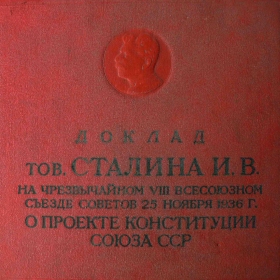 ДОКЛАД
ТОВ. СТАЛИНА И. В.
НА ЧРЕЗВЫЧАЙНОМ VIII ВСЕСОЮЗНОМ
СЪЕЗДЕ СОВЕТОВ 25 НОЯБРЯ 1936 Г.
О ПРОЕКТЕ КОНСТИТУЦИИ
СОЮЗА ССР